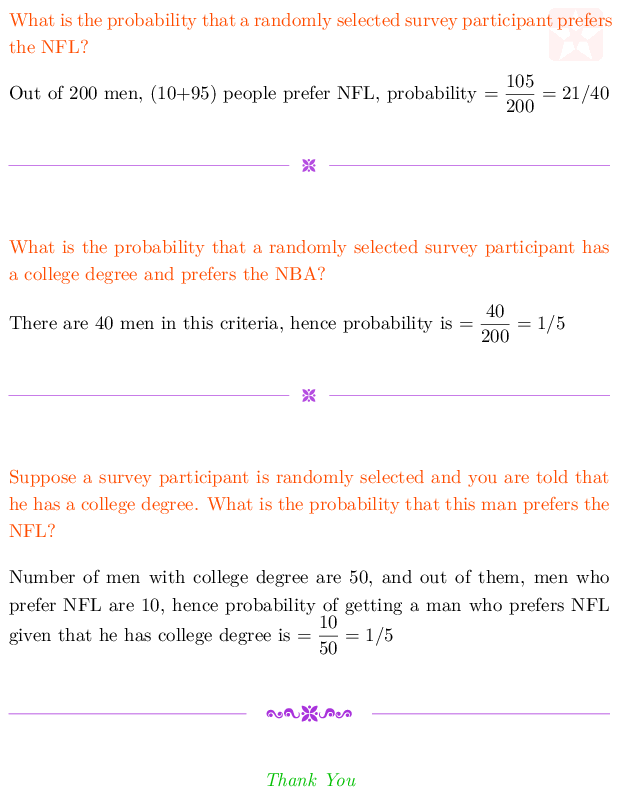 What is the probability that a randomly selected survey participant prefers
the NFL?
Out of 200 men, (10+95) people prefer NFL, probability = 105/200 = 21/40
What is the probability that a randomly selected survey participant has
a college degree and prefers the NBA?
There are 40 men in this criteria, hence probability is = 40/200 = 1/5
Suppose a survey participant is randomly selected and you are told that
he has a college degree. What is the probability that this man prefers the
NFL?
Number of men with college degree are 50, and out of them, men who
prefer NFL are 10, hence probability of getting a man who prefers NFL
given that he has college degree is = 10/50 = 1/5
Thank You